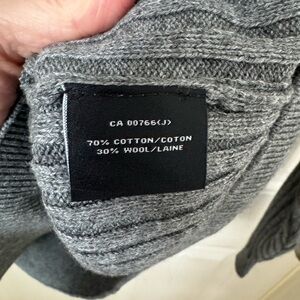 CA 00766(J)
70% COTTON/COTON
30% WOOL/LAINE